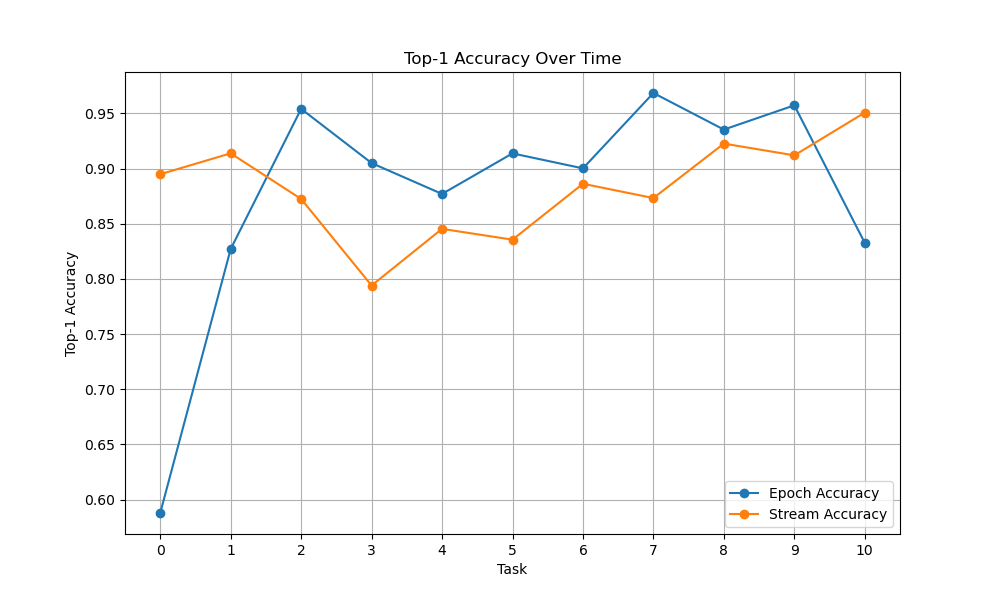 Top-1 Accuracy Over Time
Top-1 Accuracy
0.95
0.90
0.85
0.80
0.75
0.70
0.65
0.60
Epoch Accuracy
Stream Accuracy
0 1 2 3 4 5 6 7 8 9 10
Task